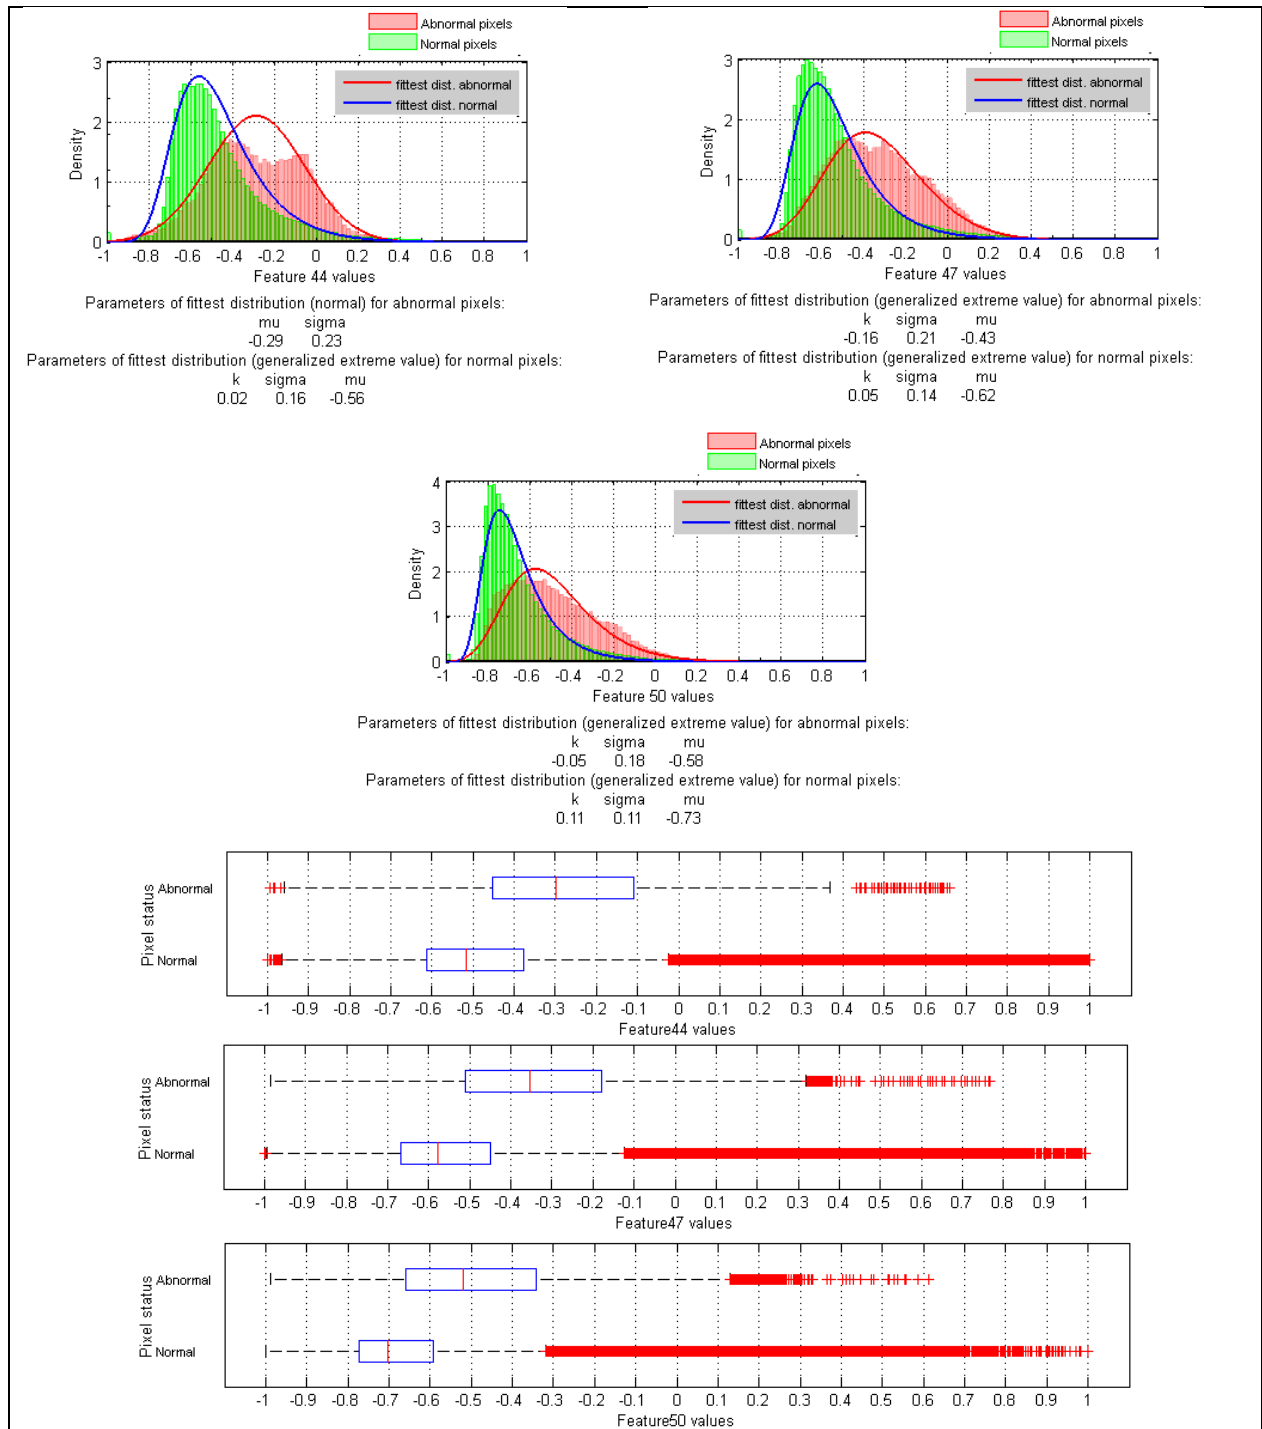 Abnormal pixels
Normal pixels
3
2
1
0
Density
fittest dist. abnormal
fittest dist. normal
-1 -0.8 -0.6 -0.4 -0.2 0 0.2 0.4 0.6 0.8 1
Feature 44 values
Parameters of fittest distribution (normal) for abnormal pixels:
mu sigma
-0.29 0.23
Parameters of fittest distribution (generalized extreme value) for normal pixels:
k sigma mu
0.02 0.16 -0.56
Abnormal pixels
Normal pixels
3
2
1
0
Density
fittest dist. abnormal
fittest dist. normal
-1 -0.8 -0.6 -0.4 -0.2 0 0.2 0.4 0.6 0.8 1
Feature 47 values
Parameters of fittest distribution (generalized extreme value) for abnormal pixels:
k sigma mu
-0.16 0.21 -0.43
Parameters of fittest distribution (generalized extreme value) for normal pixels:
k sigma mu
0.05 0.14 -0.62
Abnormal pixels
Normal pixels
4
3
2
1
0
Density
fittest dist. abnormal
fittest dist. normal
-1 -0.8 -0.6 -0.4 -0.2 0 0.2 0.4 0.6 0.8 1
Feature 50 values
Parameters of fittest distribution (generalized extreme value) for abnormal pixels:
k sigma mu
-0.05 0.18 -0.58
Parameters of fittest distribution (generalized extreme value) for normal pixels:
k sigma mu
0.11 0.11 -0.73
Pixel status
Abnormal
Normal
-1 -0.9 -0.8 -0.7 -0.6 -0.5 -0.4 -0.3 -0.2 -0.1 0 0.1 0.2 0.3 0.4 0.5 0.6 0.7 0.8 0.9 1
Feature44 values
Pixel status
Abnormal
Normal
-1 -0.9 -0.8 -0.7 -0.6 -0.5 -0.4 -0.3 -0.2 -0.1 0 0.1 0.2 0.3 0.4 0.5 0.6 0.7 0.8 0.9 1
Feature47 values
Pixel status
Abnormal
Normal
-1 -0.9 -0.8 -0.7 -0.6 -0.5 -0.4 -0.3 -0.2 -0.1 0 0.1 0.2 0.3 0.4 0.5 0.6 0.7 0.8 0.9 1
Feature50 values